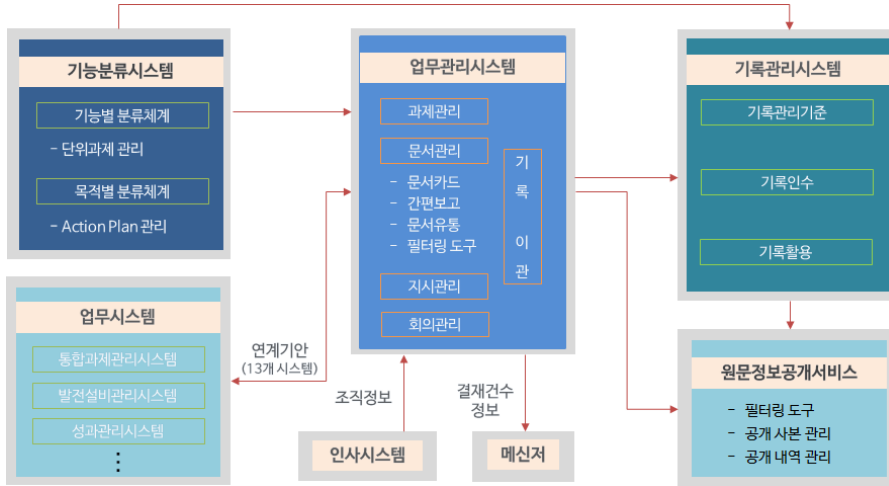 기능분류시스템
기능별 분류체계
- 단위과제 관리
목적별 분류체계
- Action Plan 관리
업무관리시스템
과제관리
문서관리
- 문서카드
- 간편보고
- 문서유통
- 필터링 도구
지시관리
회의관리
기
록
이
관
기록관리시스템
기록관리기준
기록인수
기록활용
업무시스템
통합과제관리시스템
발전설비관리시스템
성과관리시스템
⋮
연계기안
(13개 시스템)
조직정보
결재건수
정보
인사시스템
메신저
원문정보공개서비스
- 필터링 도구
- 공개 사본 관리
- 공개 내역 관리